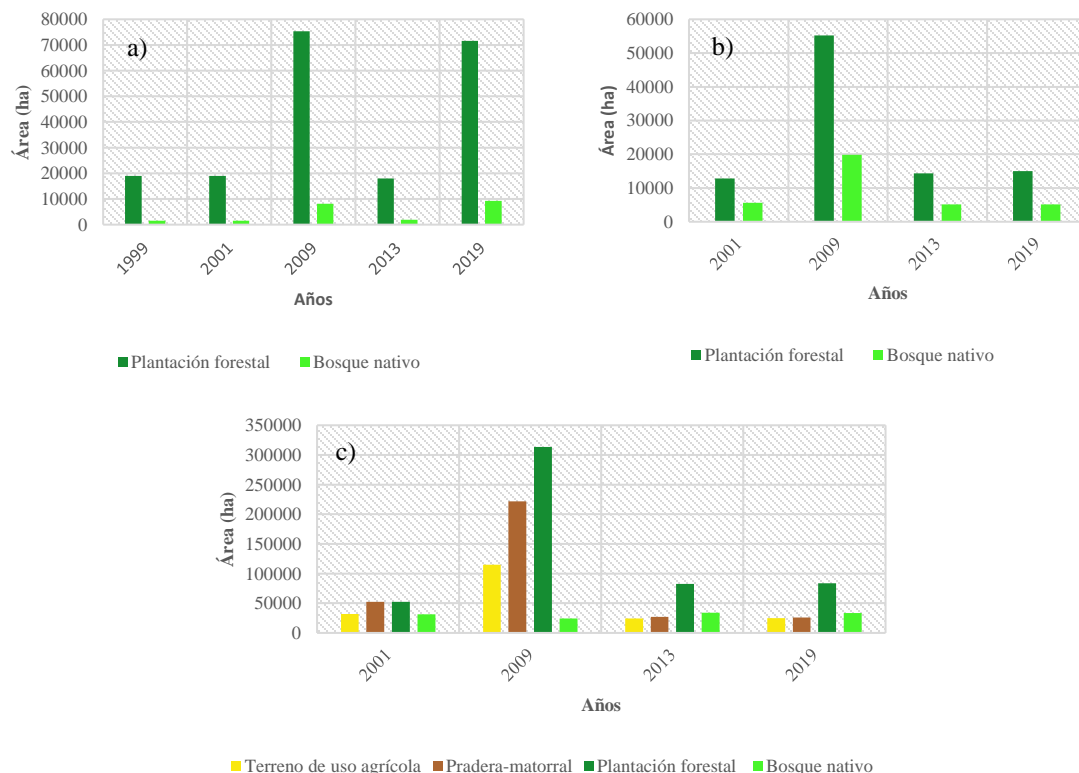 a)
80000
70000
60000
50000
40000
30000
20000
10000
0
Área (ha)
1999 2001 2009 2013 2019
Años
Plantación forestal Bosque nativo
b)
60000
50000
40000
30000
20000
10000
0
Área (ha)
2001 2009 2013 2019
Años
Plantación forestal Bosque nativo
c)
350000
300000
250000
200000
150000
100000
50000
0
Área (ha)
2001 2009 2013 2019
Años
Terreno de uso agrícola Pradera-matorral Plantación forestal Bosque nativo